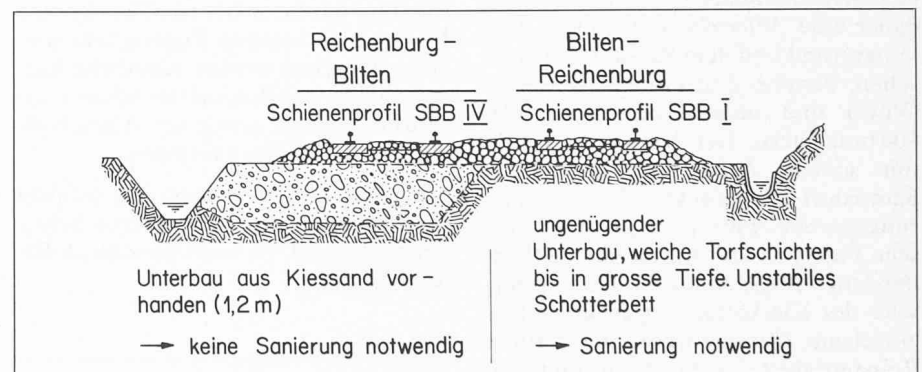 Reichenburg –
Bilten
Schienenprofil SBB IV
Bilten–
Reichenburg
Schienenprofil SBB I
Unterbau aus Kiessand vor –
handen (1,2 m)
→ keine Sanierung notwendig
ungenügender
Unterbau, weiche Torfschichten
bis in grosse Tiefe. Unstabiles
Schotterbett
→ Sanierung notwendig